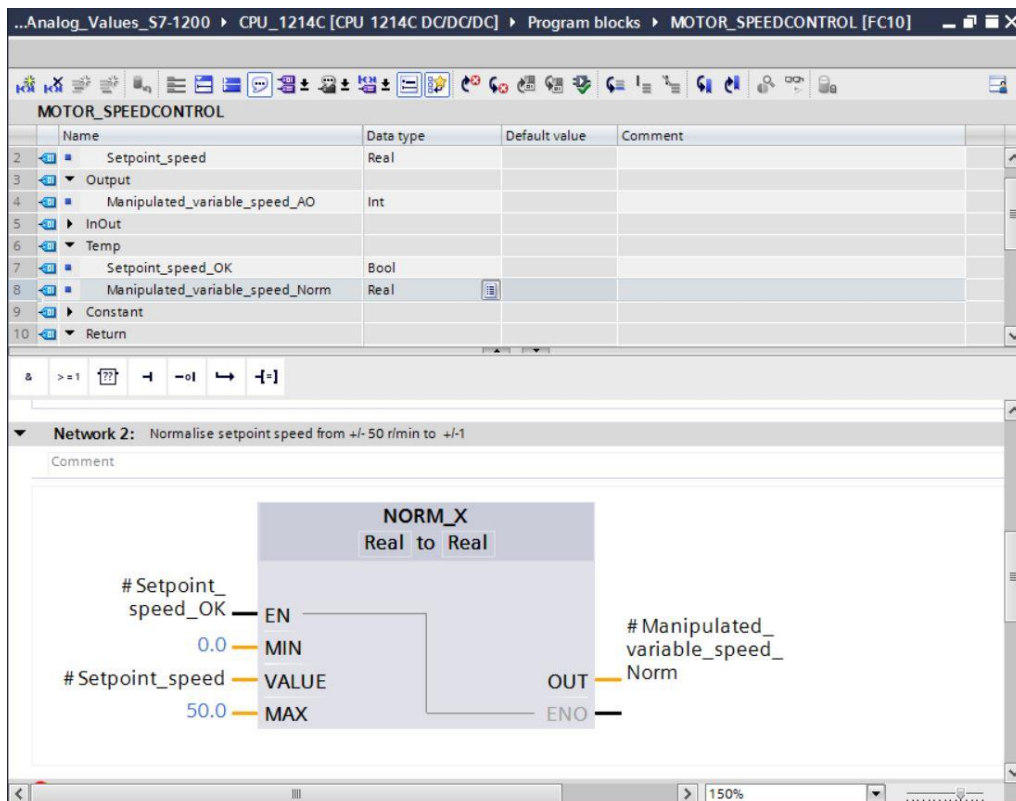 ...Analog_Values_S7-1200 ▸ CPU_1214C [CPU 1214C DC/DC/DC] ▸ Program blocks ▸ MOTOR_SPEEDCONTROL [FC10]
MOTOR_SPEEDCONTROL
Name Data type Default value Comment
2 Setpoint_speed Real
3 Output
4 Manipulated_variable_speed_AO Int
5 InOut
6 Temp
7 Setpoint_speed_OK Bool
8 Manipulated_variable_speed_Norm Real
9 Constant
10 Return
& >=1 ??
Network 2: Normalise setpoint speed from +/- 50 r/min to +/-1
Comment
NORM_X
Real to Real
#Setpoint_
speed_OK EN
0.0 MIN
#Setpoint_speed VALUE
50.0 MAX
#Manipulated_
variable_speed_
OUT Norm
ENO
150%